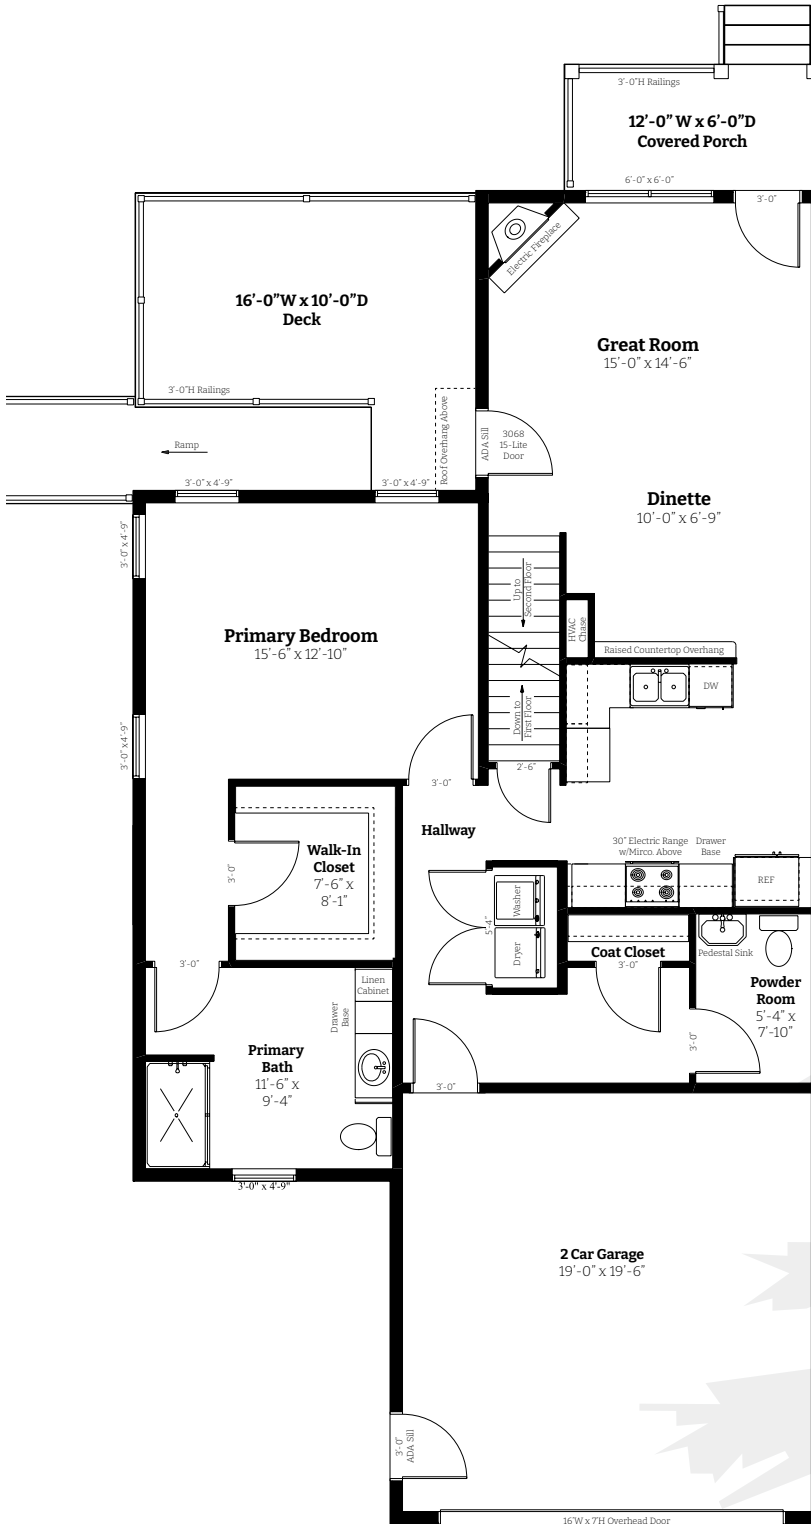 3'-0"H Railings
12'-0" W x 6'-0"D
Covered Porch
6'-0" x 6'-0"
3'-0"
Electric Fireplace
16'-0"W x 10'-0"D
Deck
3'-0"H Railings
Great Room
15'-0" x 14'-6"
Roof Overhang Above
ADA Sill
3068
15-Lite
Door
Ramp
3'-0" x 4'-9"
3'-0" x 4'-9"
Dinette
10'-0" x 6'-9"
3'-0" x 4'-9"
Up to
Second Floor
HVAC
Chase
Raised Countertop Overhang
Primary Bedroom
15'-6" x 12'-10"
DW
Down to
First Floor
3'-0" x 4'-9"
2'-6"
3'-0"
Hallway
30" Electric Range
w/Mirco. Above
Drawer
Base
Walk-In
Closet
7'-6" x
8'-1"
3'-0"
REF
Washer
5'-4"
Dryer
Coat Closet
3'-0"
Pedestal Sink
Powder
Room
5'-4" x
7'-10"
3'-0"
3'-0"
Linen
Cabinet
Drawer
Base
Primary
Bath
11'-6" x
9'-4"
3'-0"
3'-0" x 4'-9"
2 Car Garage
19'-0" x 19'-6"
3'-0"
ADA Sill
16'W x 7'H Overhead Door